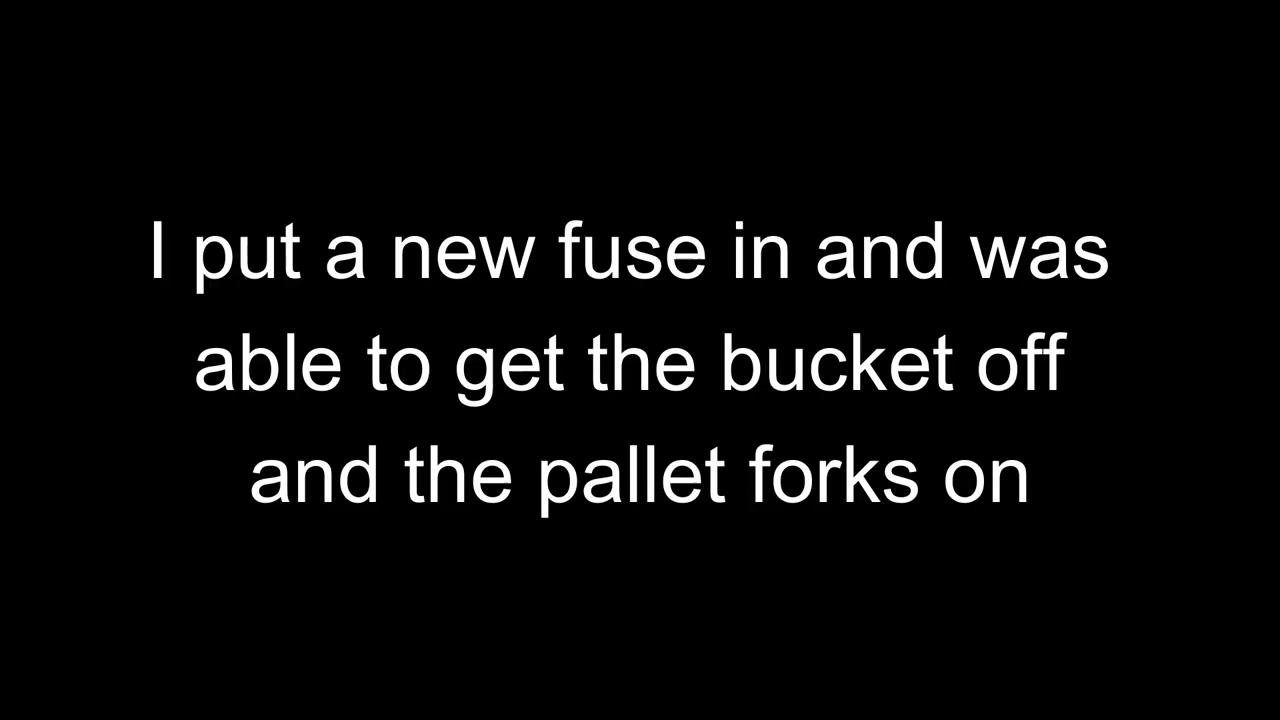 I put a new fuse in and was
able to get the bucket off
and the pallet forks on